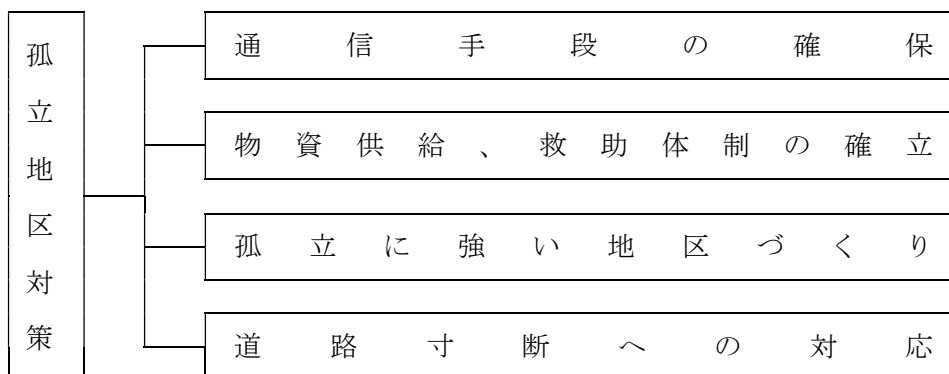 孤立地区対策
通信手段の確保
物資供給、救助体制の確立
孤立に強い地区づくり
道路寸断への対応